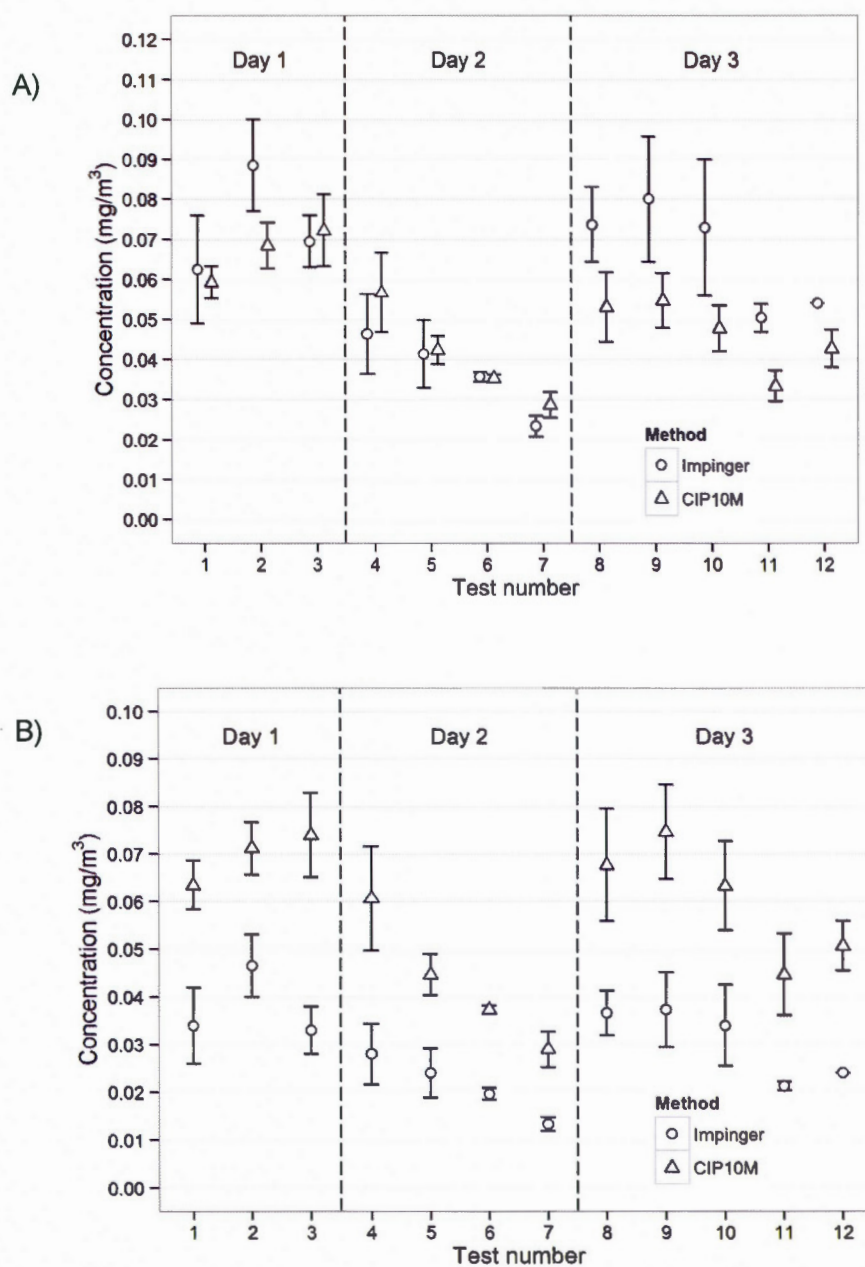 A)
Concentration (mg/m³)
0.12
0.11
0.10
0.09
0.08
0.07
0.06
0.05
0.04
0.03
0.02
0.01
0.00
Day 1
Day 2
Day 3
Method
Impinger
CIP10M
1 2 3 4 5 6 7 8 9 10 11 12
Test number
B)
Concentration (mg/m³)
0.10
0.09
0.08
0.07
0.06
0.05
0.04
0.03
0.02
0.01
0.00
Day 1
Day 2
Day 3
Method
Impinger
CIP10M
1 2 3 4 5 6 7 8 9 10 11 12
Test number